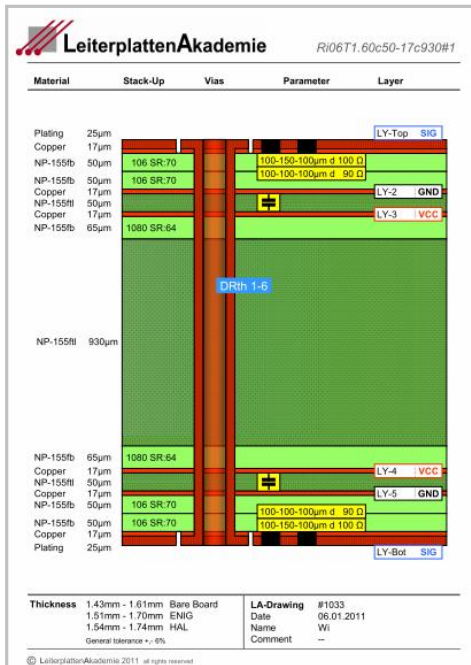 LeiterplattenAkademie Ri06T1.60c50-17c930#1
Material Stack-Up Vias Parameter Layer
Plating 25µm LY-Top SIG
Copper 17µm
NP-155fb 50µm 106 SR:70 100-150-100µm d 100 Ω
NP-155fb 50µm 106 SR:70 100-100-100µm d 90 Ω
Copper 17µm LY-2 GND
NP-155ftl 50µm
Copper 17µm LY-3 VCC
NP-155fb 65µm 1080 SR:64
DRth 1-6
NP-155ftl 930µm
NP-155fb 65µm 1080 SR:64
Copper 17µm LY-4 VCC
NP-155ftl 50µm
Copper 17µm LY-5 GND
NP-155fb 50µm 106 SR:70 100-100-100µm d 90 Ω
NP-155fb 50µm 106 SR:70 100-150-100µm d 100 Ω
Copper 17µm
Plating 25µm LY-Bot SIG
Thickness 1.43mm - 1.61mm Bare Board LA-Drawing #1033
1.51mm - 1.70mm ENIG Date 06.01.2011
1.54mm - 1.74mm HAL Name Wi
General tolerance +,- 6% Comment --
© LeiterplattenAkademie 2011 all rights reserved